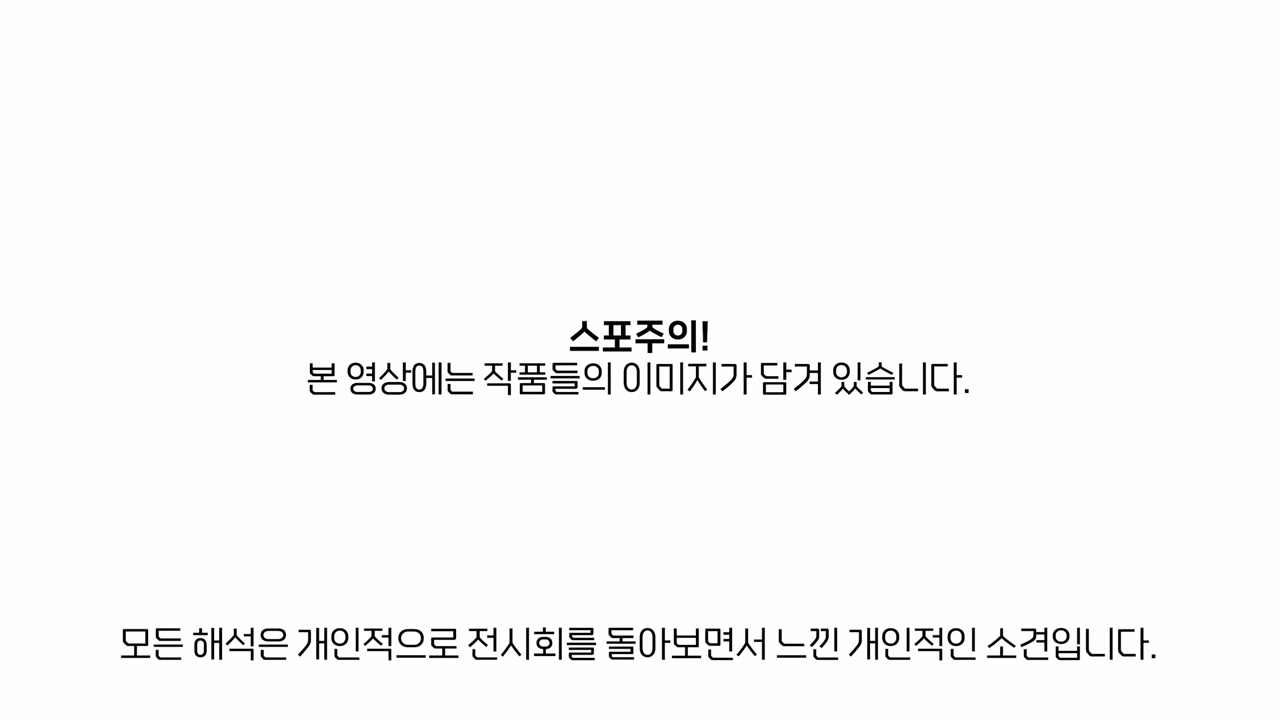 스포주의!
본 영상에는 작품들의 이미지가 담겨 있습니다.
모든 해석은 개인적으로 전시회를 돌아보면서 느낀 개인적인 소견입니다.